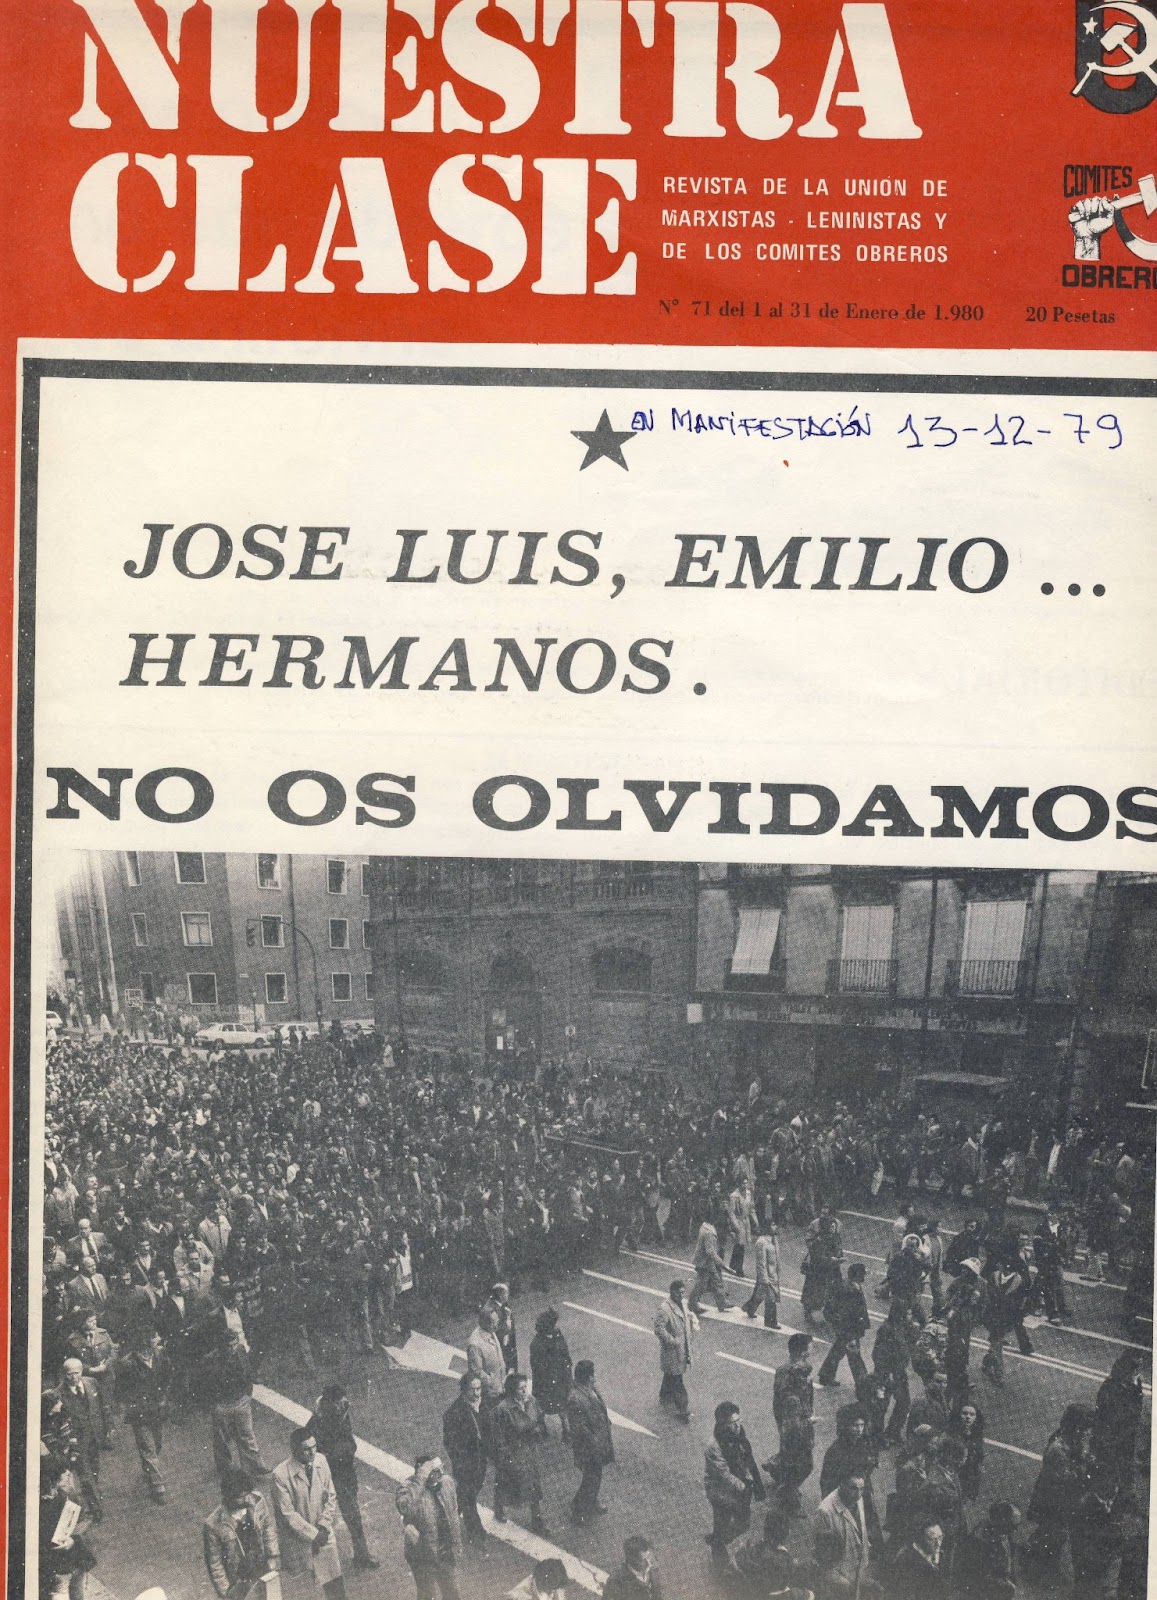 NUESTRA
CLASE
REVISTA DE LA UNIÓN DE
MARXISTAS - LENINISTAS Y
DE LOS COMITES OBREROS
COMITES
OBRERO
Nº 71 del 1 al 31 de Enero de 1.980 20 Pesetas
EN MANIFESTACIÓN 13-12-79
JOSE LUIS, EMILIO ...
HERMANOS.
NO OS OLVIDAMOS